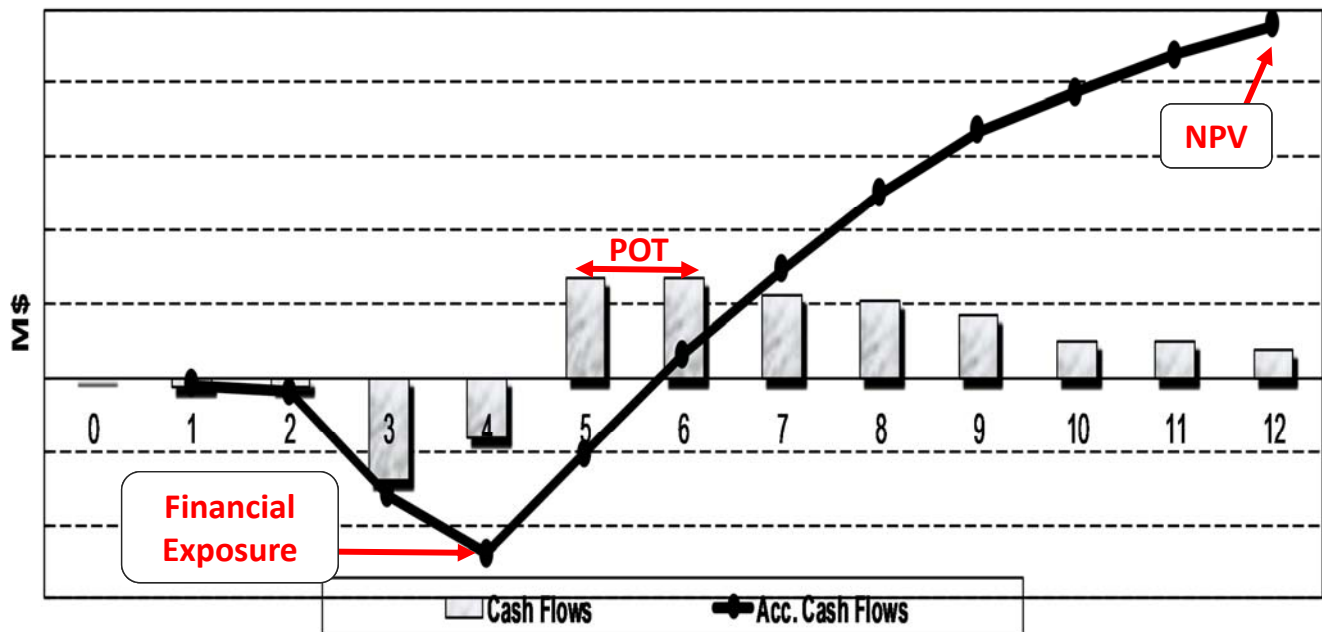 NPV
POT
M$
0 1 2 3 4 5 6 7 8 9 10 11 12
Financial
Exposure
Cash Flows Acc. Cash Flows